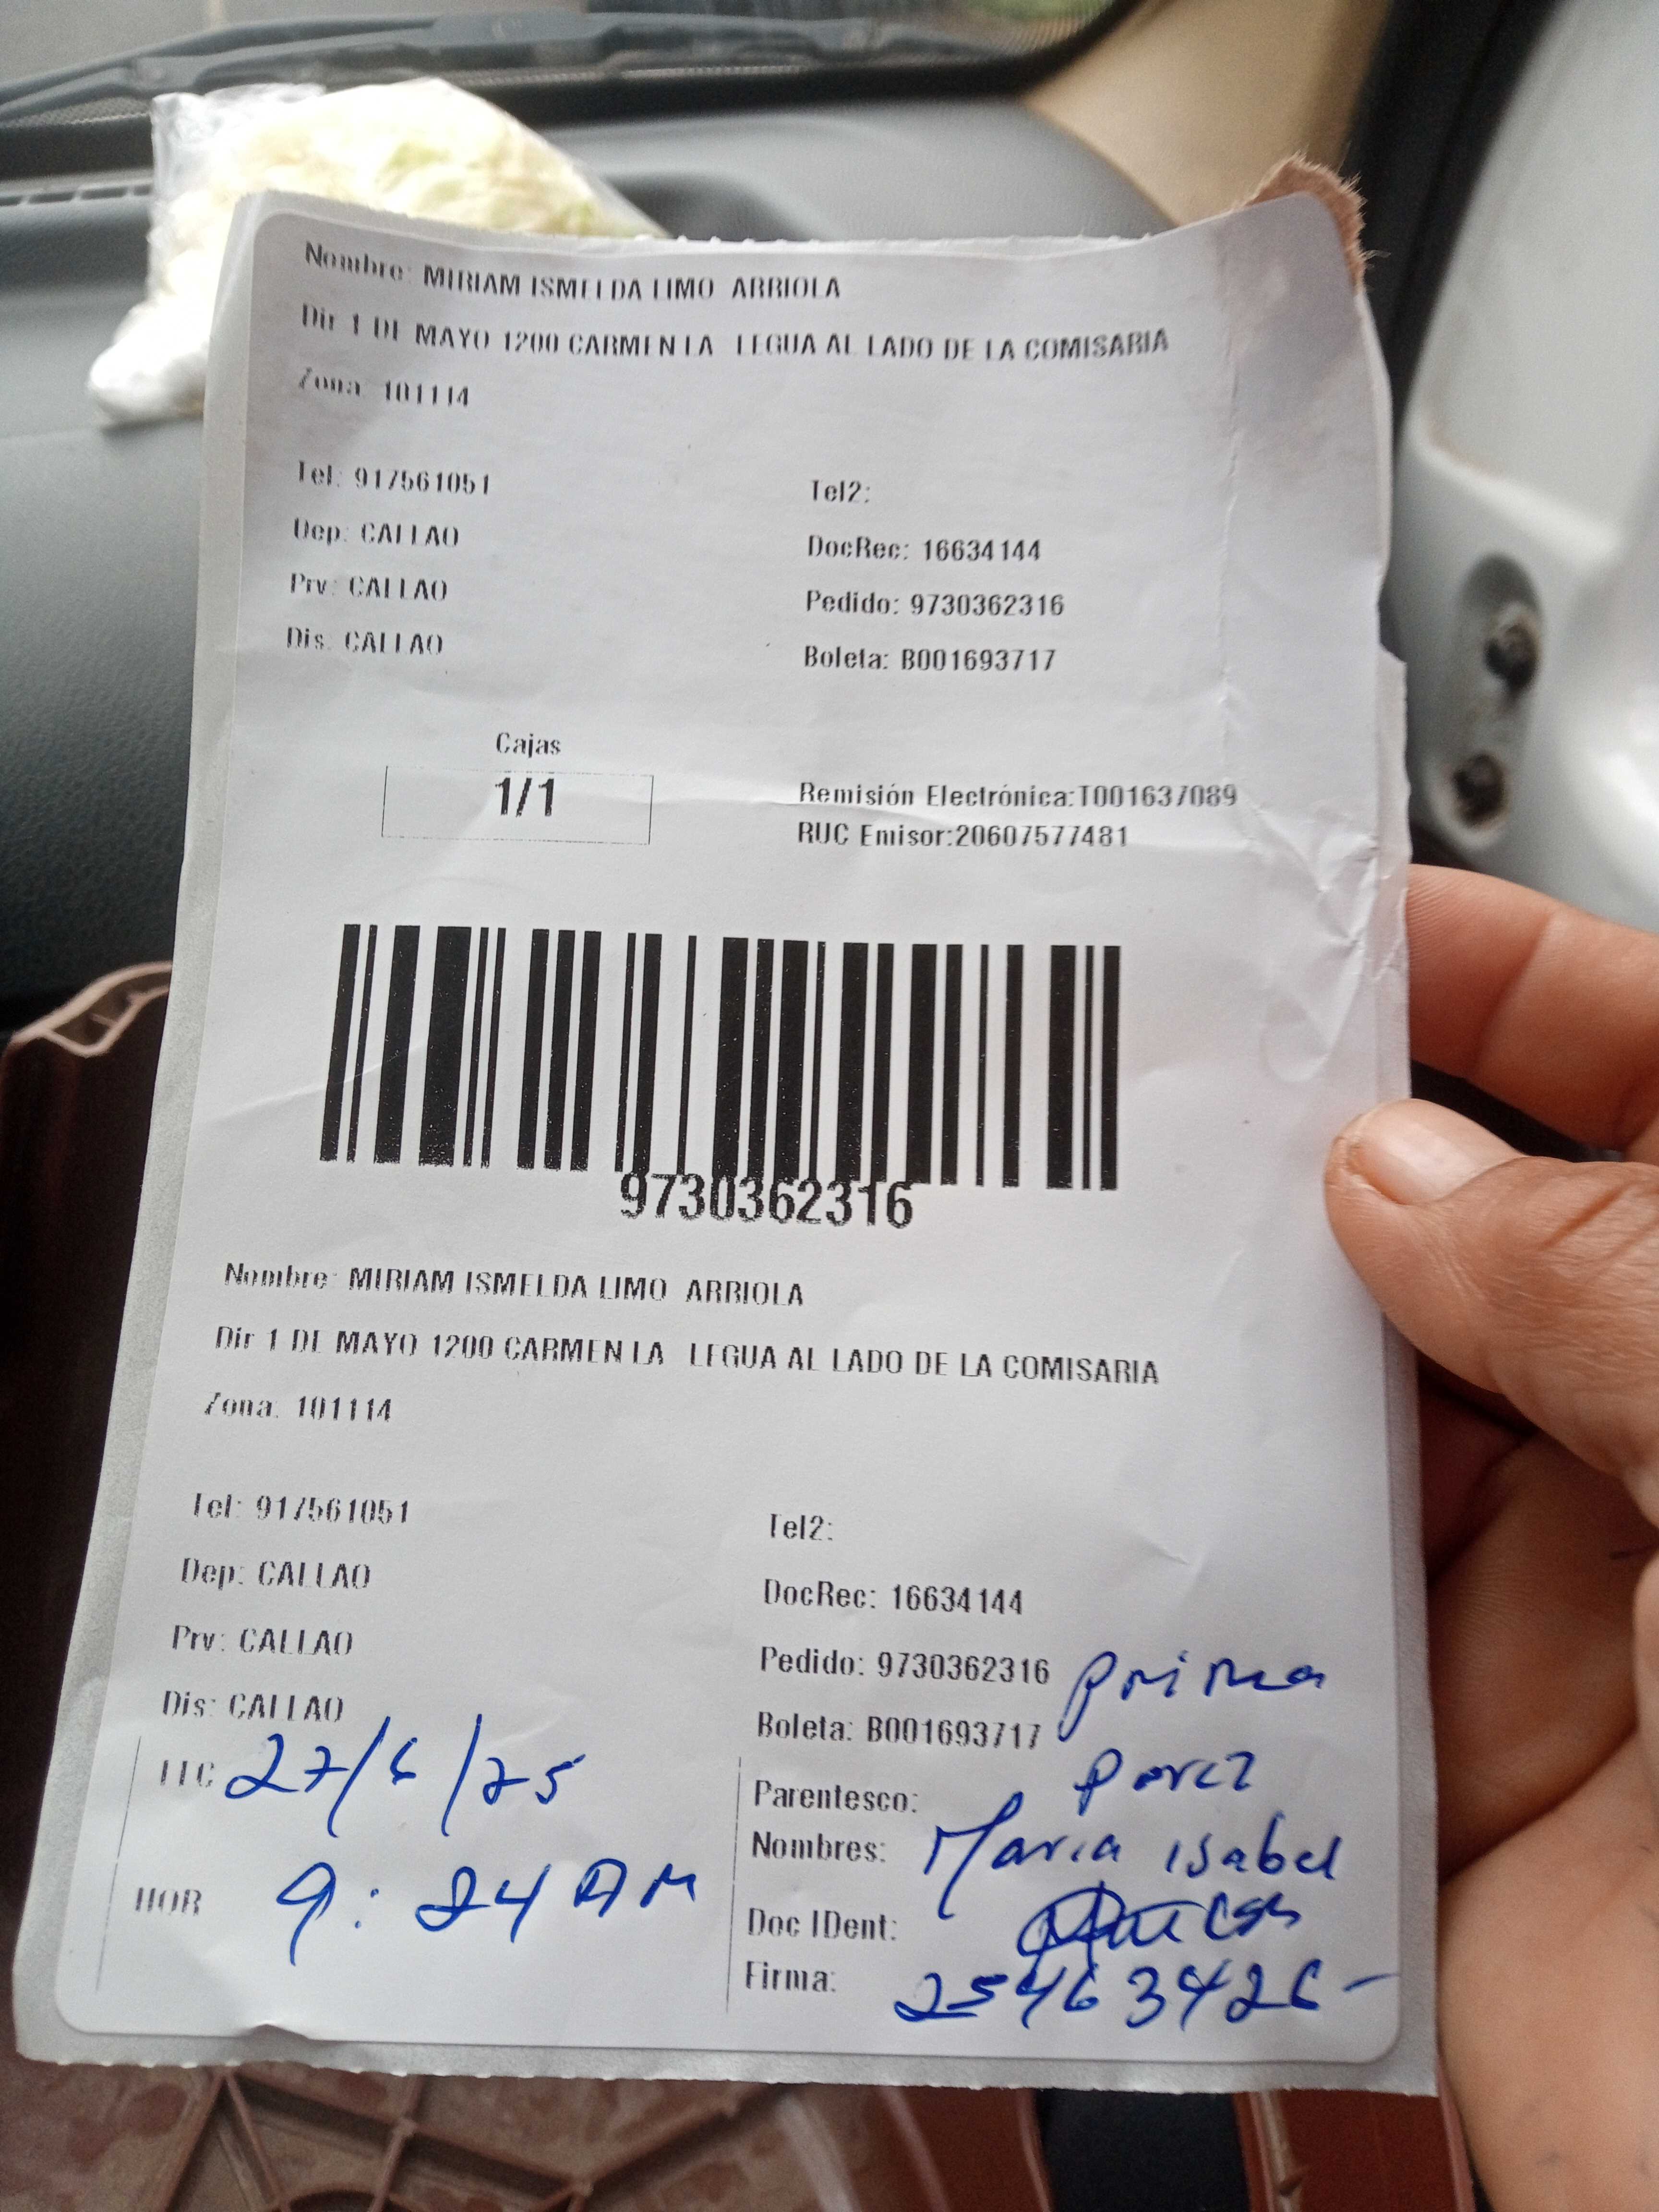 Nombre: MIRIAM ISMELDA LIMO ARRIOLA
Dir 1 DE MAYO 1200 CARMEN LA LEGUA AL LADO DE LA COMISARIA
Zona: 101114
Tel: 917561051
Tel2:
Dep: CALLAO
DocRec: 16634144
Prv: CALLAO
Pedido: 9730362316
Dis: CALLAO
Boleta: B001693717
Cajas
1/1
Remisión Electrónica:T001637089
RUC Emisor:20607577481
9730362316
Nombre: MIRIAM ISMELDA LIMO ARRIOLA
Dir 1 DE MAYO 1200 CARMEN LA LEGUA AL LADO DE LA COMISARIA
Zona: 101114
Tel: 917561051
Tel2:
Dep: CALLAO
DocRec: 16634144
Prv: CALLAO
Pedido: 9730362316 prima
Dis: CALLAO
Boleta: B001693717
27/6/25
Parentesco: Perez
Nombres: Maria Isabel
HOR 9:24 AM
Doc IDent:
Firma: 25463426-